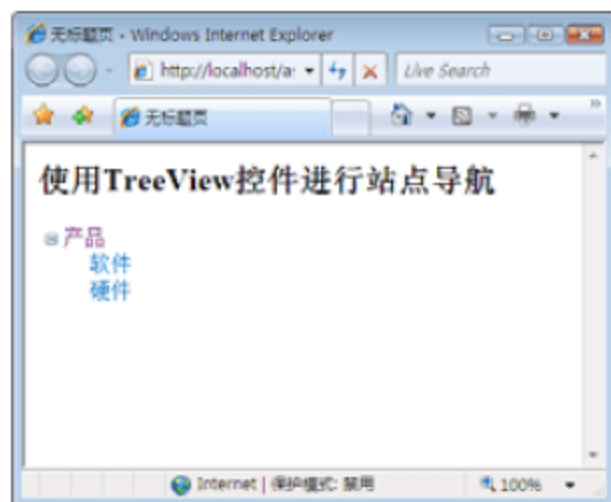 无标题页 - Windows Internet Explorer
http://localhost/a
Live Search
无标题页
使用TreeView控件进行站点导航
产品
软件
硬件
Internet | 保护模式: 禁用
100%